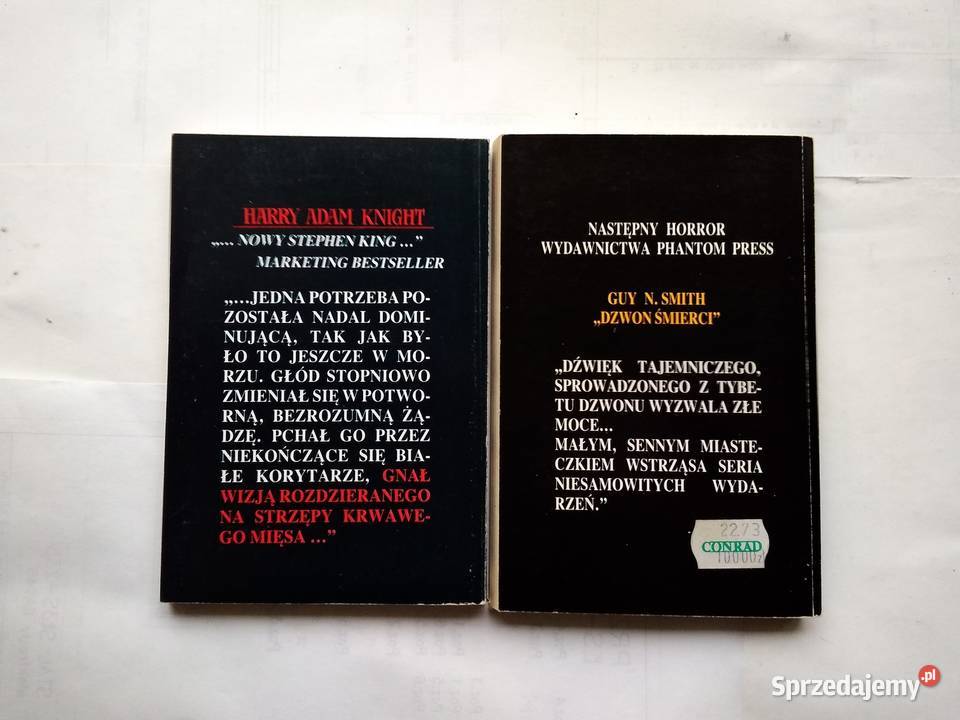 HARRY ADAM KNIGHT
„... NOWY STEPHEN KING ..."
MARKETING BESTSELLER
„...JEDNA POTRZEBA PO-
ZOSTAŁA NADAL DOMI-
NUJĄCĄ, TAK JAK BY-
ŁO TO JESZCZE W MO-
RZU. GŁÓD STOPNIOWO
ZMIENIAŁ SIĘ W POTWO-
RNĄ, BEZROZUMNĄ ŻĄ-
DZĘ. PCHAŁ GO PRZEZ
NIEKOŃCZĄCE SIĘ BIA-
ŁE KORYTARZE, GNAŁ
WIZJĄ ROZDZIERANEGO
NA STRZĘPY KRWAWE-
GO MIĘSA ..."
NASTĘPNY HORROR
WYDAWNICTWA PHANTOM PRESS
GUY N. SMITH
„DZWON ŚMIERCI"
„DŹWIĘK TAJEMNICZEGO,
SPROWADZONEGO Z TYBE-
TU DZWONU WYZWALA ZŁE
MOCE...
MAŁYM, SENNYM MIASTE-
CZKIEM WSTRZĄSA SERIA
NIESAMOWITYCH WYDA-
RZEŃ."
2273
CONRAD
10000z
Sprzedajemy.pl